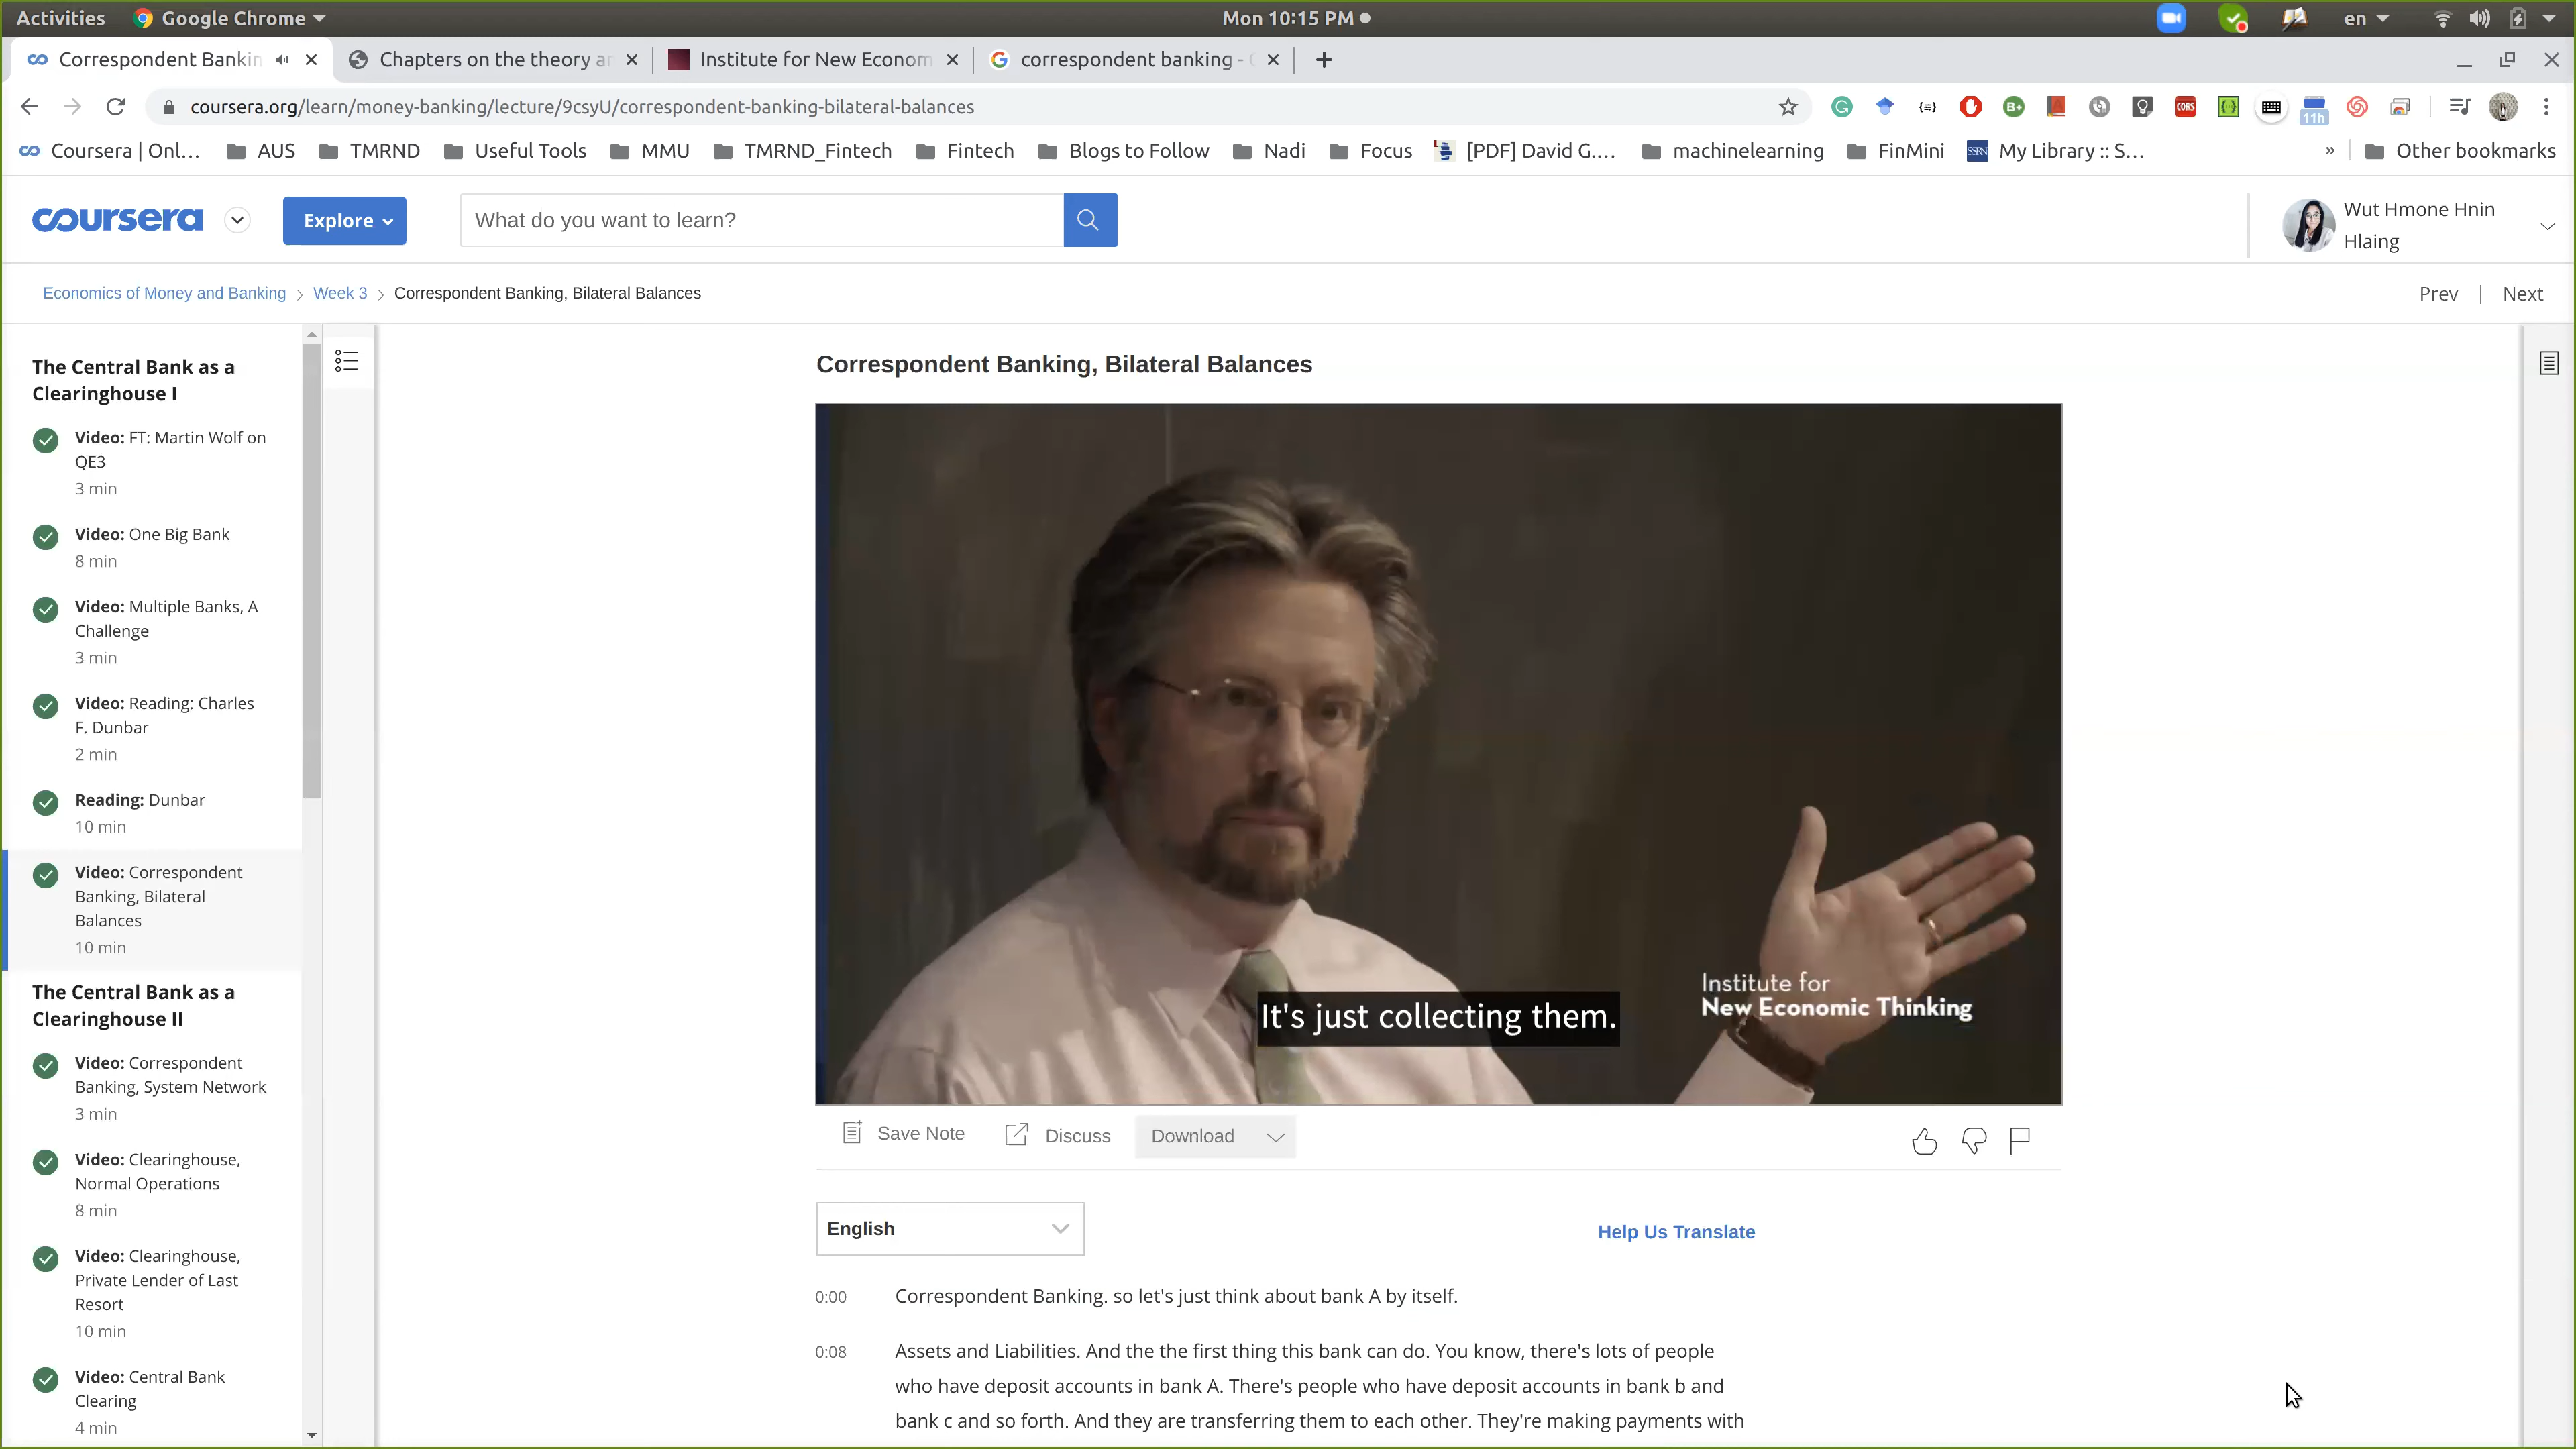 Activities Google Chrome Mon 10:15 PM en
Correspondent Bankin Chapters on the theory an Institute for New Econom correspondent banking -
coursera.org/learn/money-banking/lecture/9csyU/correspondent-banking-bilateral-balances
B+ CORS 11h
Coursera | Onl... AUS TMRND Useful Tools MMU TMRND_Fintech Fintech Blogs to Follow Nadi Focus [PDF] David G.... machinelearning FinMini SSRN My Library :: S... » Other bookmarks
coursera Explore What do you want to learn? Wut Hmone Hnin
Hlaing
Economics of Money and Banking > Week 3 > Correspondent Banking, Bilateral Balances Prev | Next
The Central Bank as a
Clearinghouse I
Video: FT: Martin Wolf on
QE3
3 min
Video: One Big Bank
8 min
Video: Multiple Banks, A
Challenge
3 min
Video: Reading: Charles
F. Dunbar
2 min
Reading: Dunbar
10 min
Video: Correspondent
Banking, Bilateral
Balances
10 min
The Central Bank as a
Clearinghouse II
Video: Correspondent
Banking, System Network
3 min
Video: Clearinghouse,
Normal Operations
8 min
Video: Clearinghouse,
Private Lender of Last
Resort
10 min
Video: Central Bank
Clearing
4 min
Correspondent Banking, Bilateral Balances
Institute for
New Economic Thinking
It's just collecting them.
Save Note Discuss Download
English Help Us Translate
0:00 Correspondent Banking. so let's just think about bank A by itself.
0:08 Assets and Liabilities. And the the first thing this bank can do. You know, there's lots of people
who have deposit accounts in bank A. There's people who have deposit accounts in bank b and
bank c and so forth. And they are transferring them to each other. They're making payments with